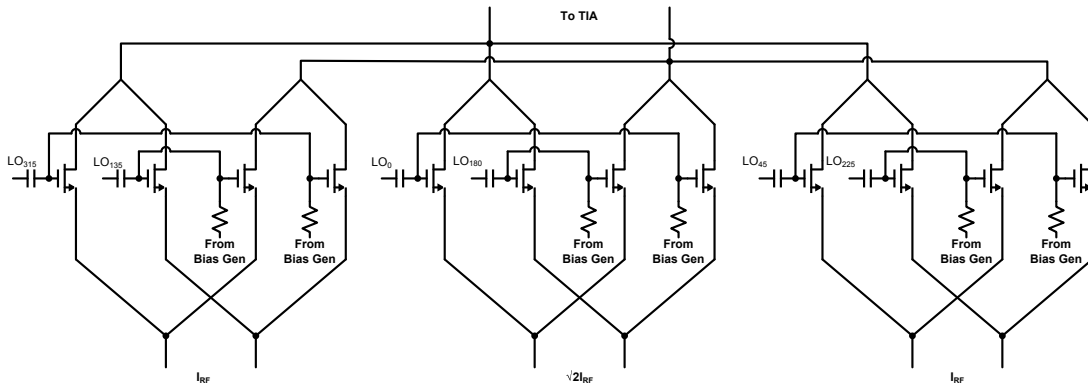 To TIA
LO315
LO135
LO0
LO180
LO45
LO225
From
Bias Gen
From
Bias Gen
From
Bias Gen
From
Bias Gen
From
Bias Gen
From
Bias Gen
IRF
√2IRF
IRF